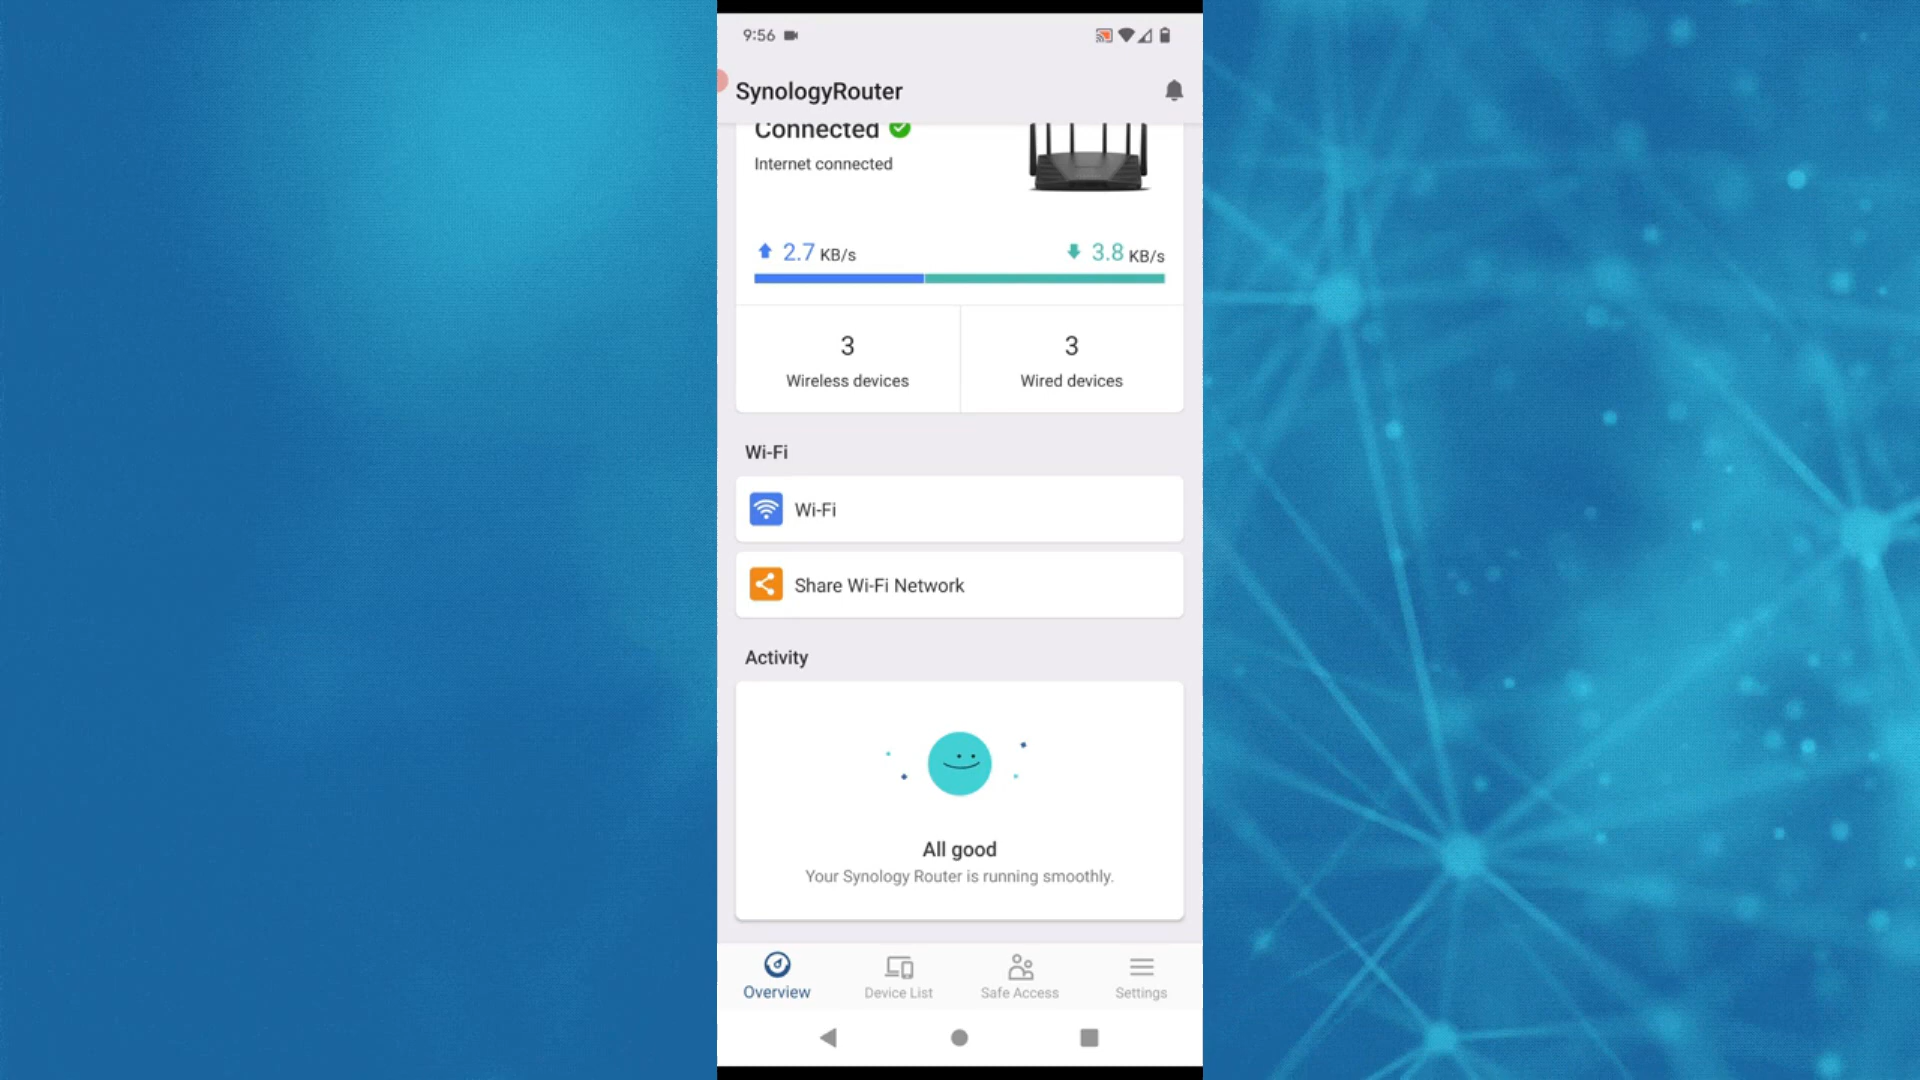 9:56
SynologyRouter
Connected
Internet connected
2.7 KB/s
3.8 KB/s
3
Wireless devices
3
Wired devices
Wi-Fi
Wi-Fi
Share Wi-Fi Network
Activity
All good
Your Synology Router is running smoothly.
Overview
Device List
Safe Access
Settings